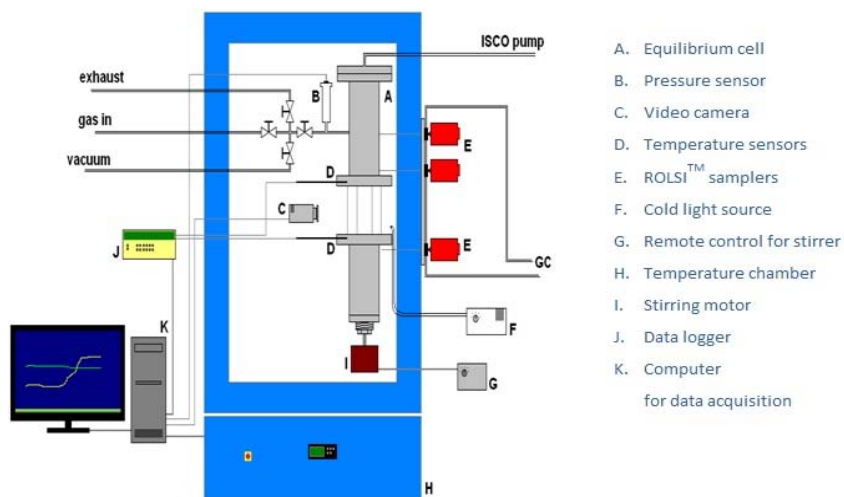 ISCO pump
exhaust
B
A
gas in
E
vacuum
D
E
C
J
D
E
GC
K
F
I
G
H
A. Equilibrium cell
B. Pressure sensor
C. Video camera
D. Temperature sensors
E. ROLSI™ samplers
F. Cold light source
G. Remote control for stirrer
H. Temperature chamber
I. Stirring motor
J. Data logger
K. Computer
for data acquisition